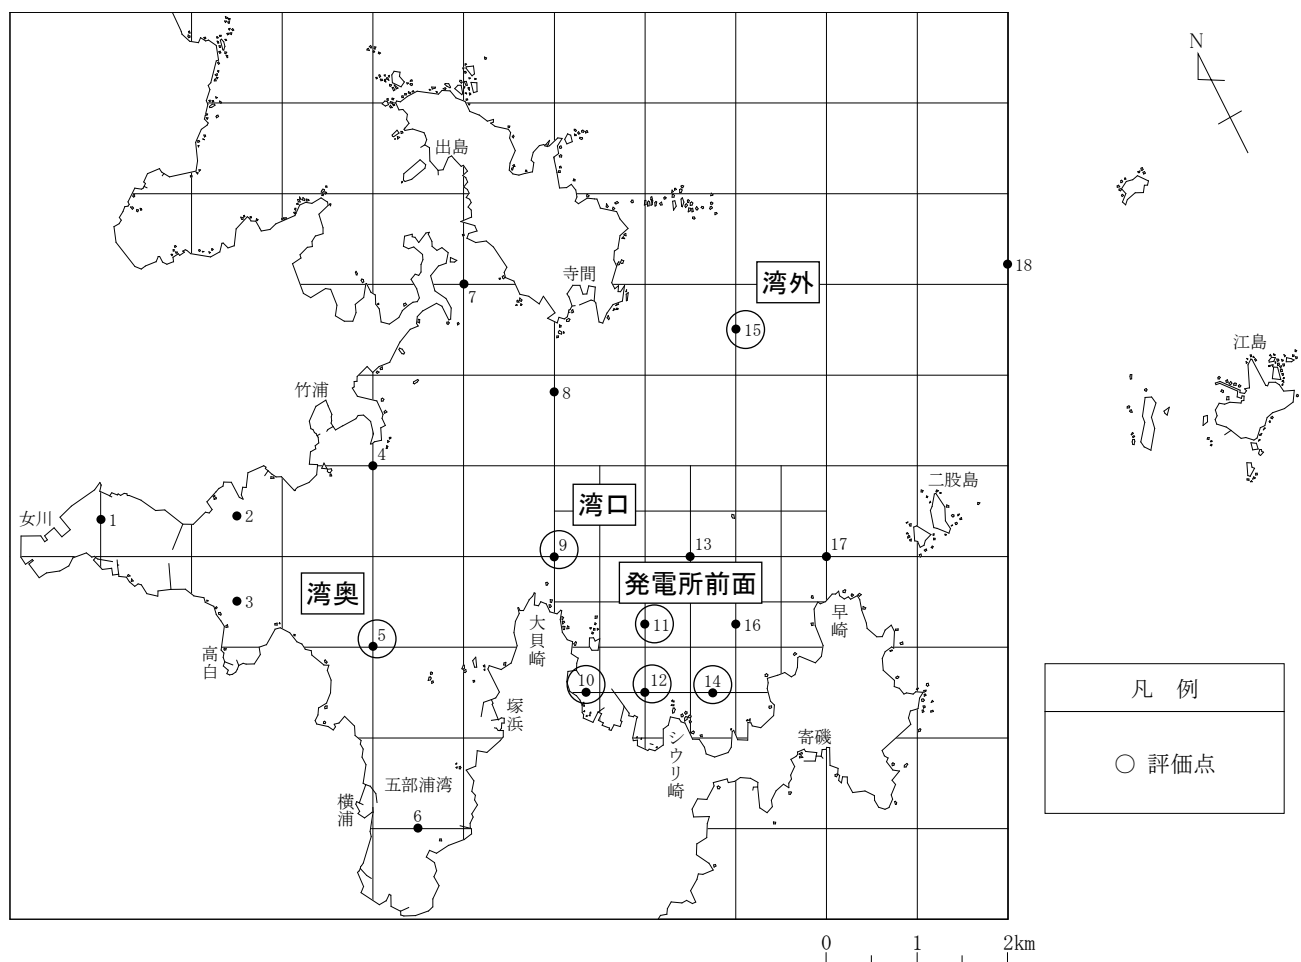 N
出島
寺間
湾外
18
7
15
江島
竹浦
8
4
二股島
女川
1
2
湾口
9
13
17
発電所前面
湾奥
3
5
11
16
大貝崎
早崎
高白
10
12
14
塚浜
シウリ崎
寄磯
五部浦湾
横浦
6
凡 例
○ 評価点
0 1 2km